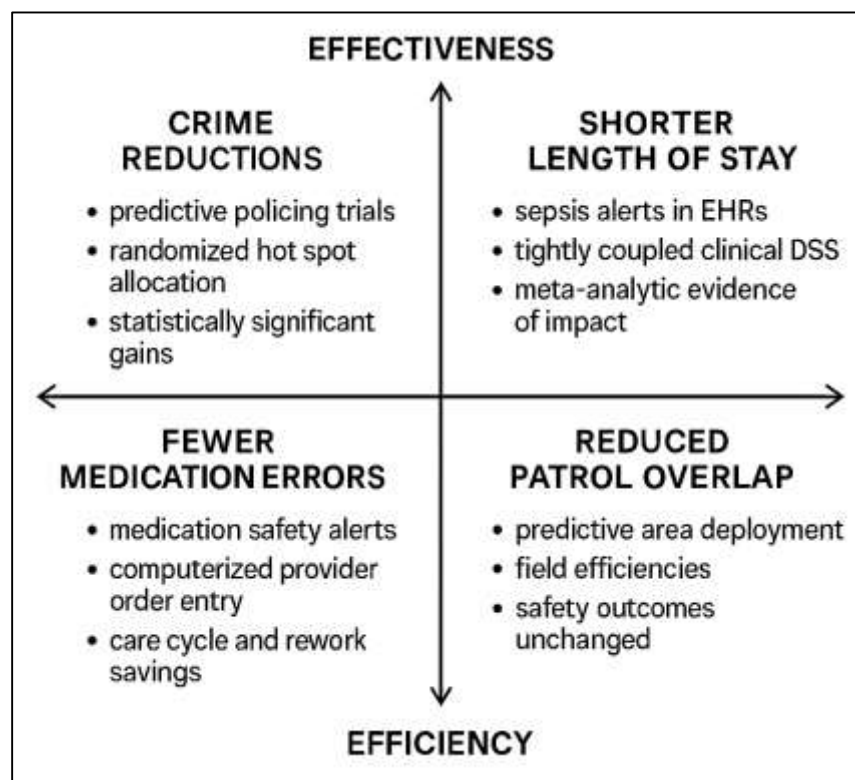 EFFECTIVENESS
CRIME
REDUCTIONS
• predictive policing trials
• randomized hot spot
allocation
• statistically significant
gains
SHORTER
LENGTH OF STAY
• sepsis alerts in EHRs
• tightly coupled clinical DSS
• meta-analytic evidence
of impact
FEWER
MEDICATION ERRORS
• medication safety alerts
• computerized provider
order entry
• care cycle and rework
savings
REDUCED
PATROL OVERLAP
• predictive area deployment
• field efficiencies
• safety outcomes
unchanged
EFFICIENCY